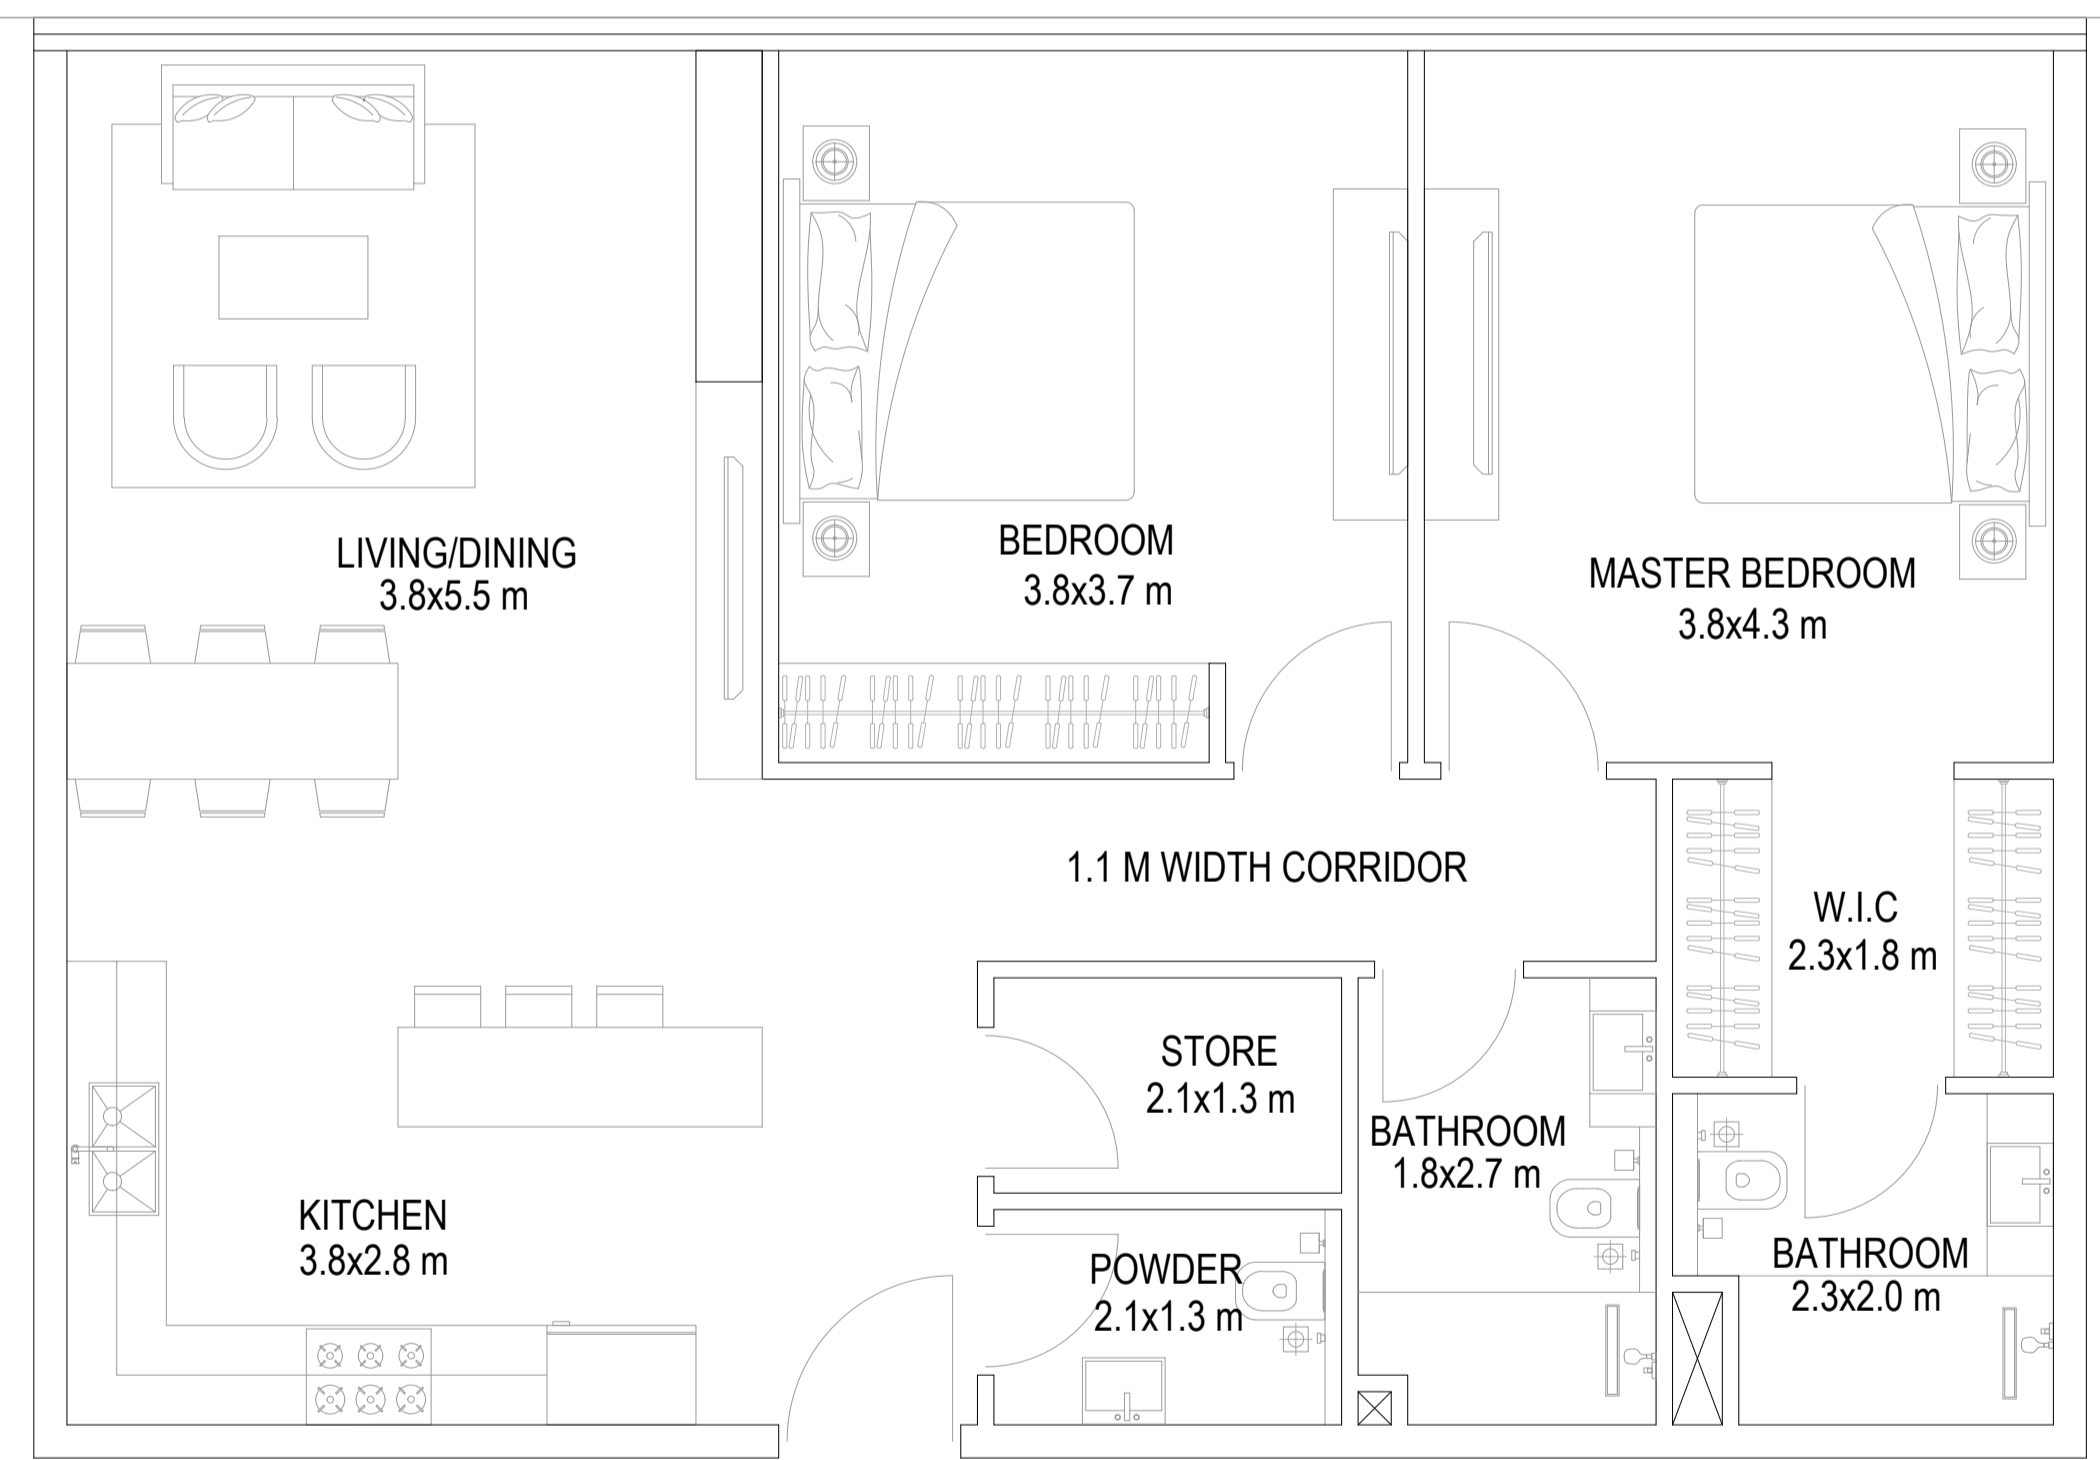 LIVING/DINING
3.8x5.5 m
BEDROOM
3.8x3.7 m
MASTER BEDROOM
3.8x4.3 m
1.1 M WIDTH CORRIDOR
W.I.C
2.3x1.8 m
STORE
2.1x1.3 m
BATHROOM
1.8x2.7 m
KITCHEN
3.8x2.8 m
POWDER
2.1x1.3 m
BATHROOM
2.3x2.0 m